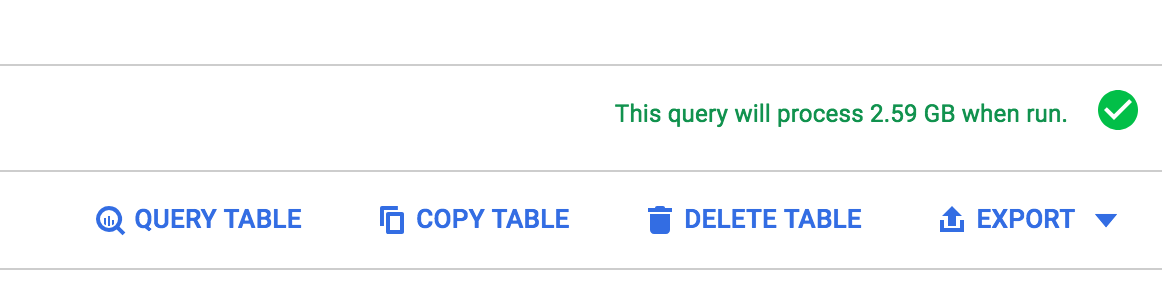 This query will process 2.59 GB when run.
QUERY TABLE COPY TABLE DELETE TABLE EXPORT